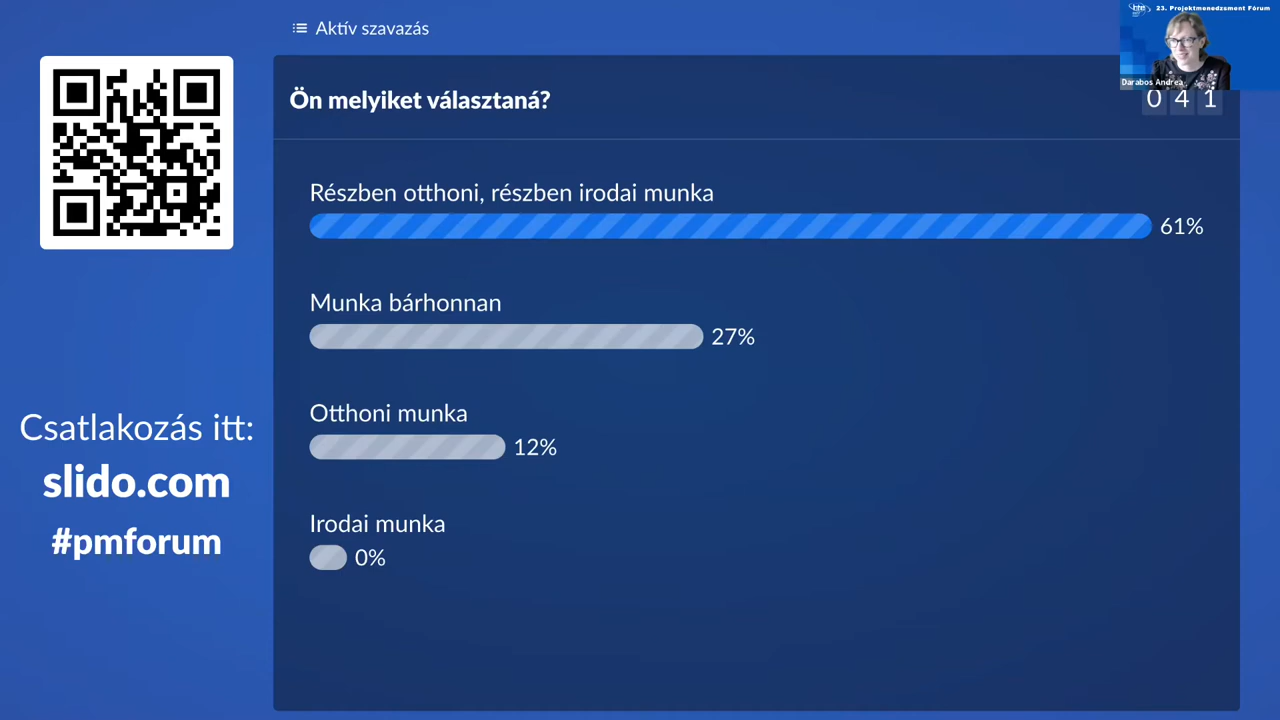 Aktív szavazás
23. Projektmenedzsment Fórum
Darabos Andrea
Ön melyiket választaná?
0 4 1
Részben otthoni, részben irodai munka
61%
Munka bárhonnan
27%
Otthoni munka
12%
Irodai munka
0%
Csatlakozás itt:
slido.com
#pmforum